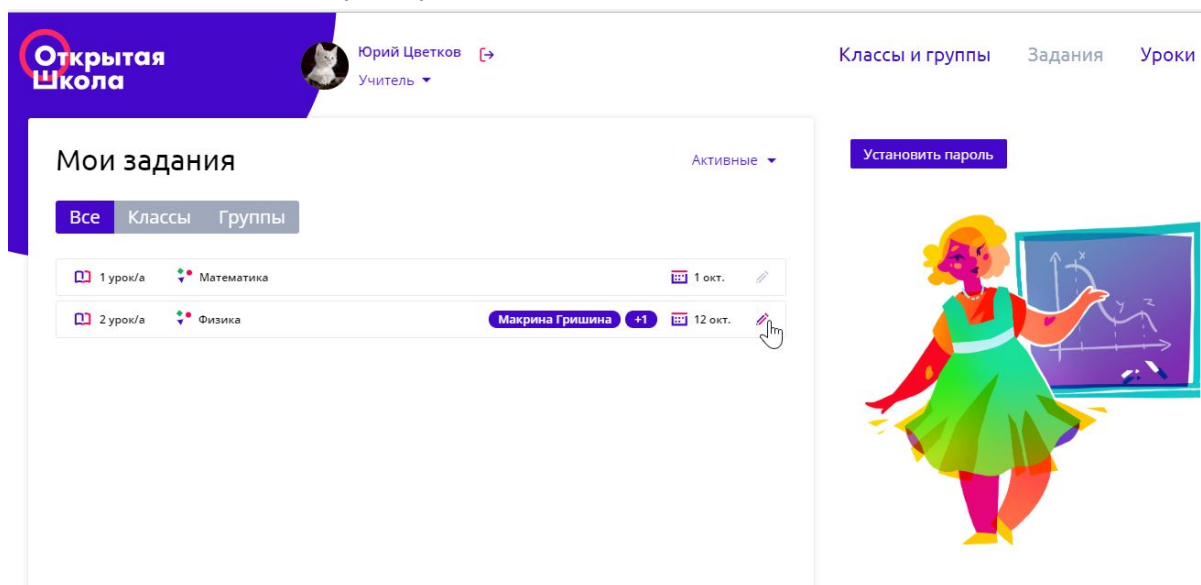 Открытая
Школа
Юрий Цветков
Учитель
Классы и группы Задания Уроки
Мои задания
Активные
Установить пароль
Все Классы Группы
1 урок/а Математика 1 окт.
2 урок/а Физика Макрина Гришина +1 12 окт.
x
y z